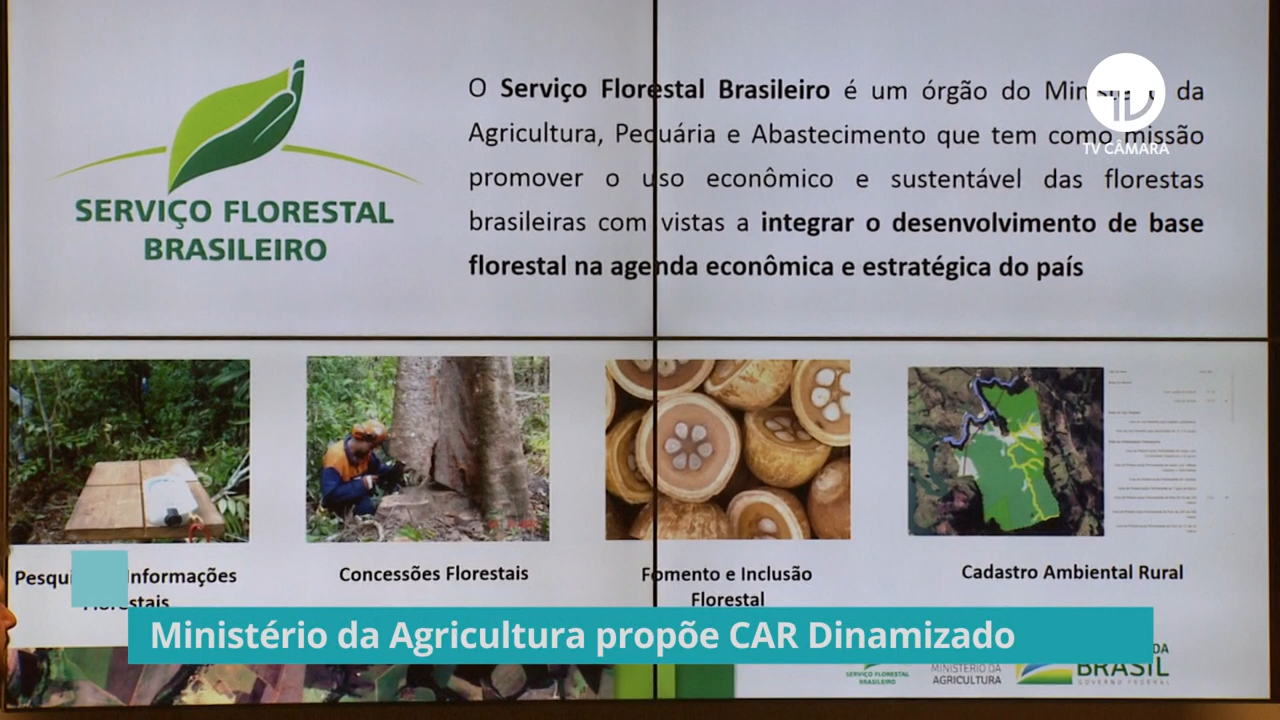 SERVIÇO FLORESTAL
BRASILEIRO
O Serviço Florestal Brasileiro é um órgão do da
Agricultura, Pecuária e Abastecimento que tem como missão
promover o uso econômico e sustentável das florestas
brasileiras com vistas a integrar o desenvolvimento de base
florestal na agenda econômica e estratégica do país
TV CÂMARA
Informações
Concessões Florestais
Fomento e Inclusão
Florestal
Cadastro Ambiental Rural
Ministério da Agricultura propõe CAR Dinamizado
SERVIÇO FLORESTAL
BRASILEIRO
MINISTÉRIO DA
AGRICULTURA
BRASIL
GOVERNO FEDERAL